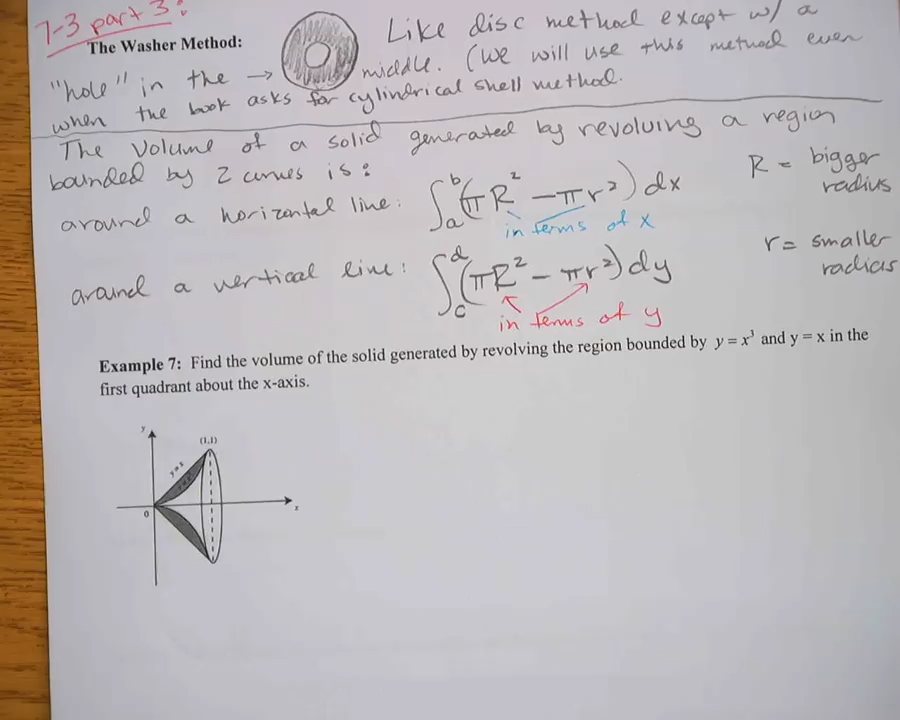 7-3 part 3:
The Washer Method:
Like disc method except w/ a
"hole" in the → middle. (We will use this method even
when the book asks for cylindrical shell method.
The Volume of a solid generated by revolving a region
bounded by 2 curves is:
R = bigger radius
around a horizontal line: ∫_a^b (πR² − πr²) dx
in terms of x
r = smaller radius
around a vertical line: ∫_c^d (πR² − πr²) dy
in terms of y
Example 7: Find the volume of the solid generated by revolving the region bounded by y = x³ and y = x in the
first quadrant about the x-axis.
y
(1,1)
y = x
0
x